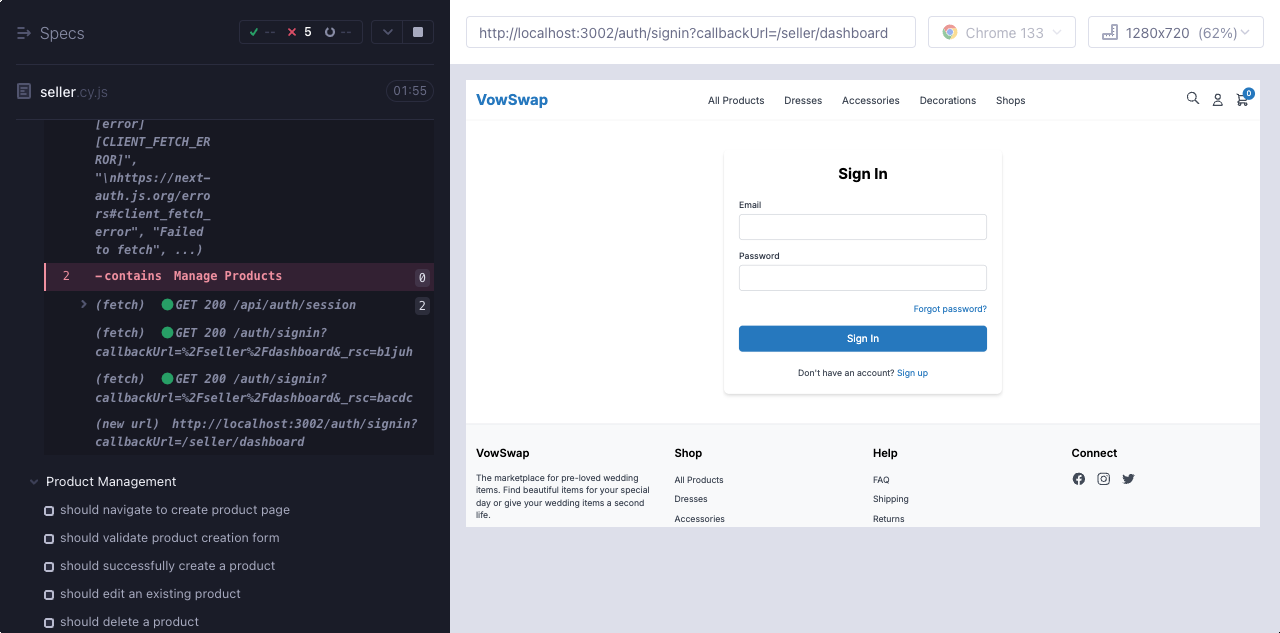 Specs
-- 5 --
seller.cy.js
01:55
[error]
[CLIENT_FETCH_ER
ROR]",
"\nhttps://next-
auth.js.org/erro
rs#client_fetch_
error", "Failed
to fetch", ...)
2 -contains Manage Products 0
(fetch) GET 200 /api/auth/session 2
(fetch) GET 200 /auth/signin?
callbackUrl=%2Fseller%2Fdashboard&_rsc=b1juh
(fetch) GET 200 /auth/signin?
callbackUrl=%2Fseller%2Fdashboard&_rsc=bacdc
(new url) http://localhost:3002/auth/signin?
callbackUrl=/seller/dashboard
Product Management
should navigate to create product page
should validate product creation form
should successfully create a product
should edit an existing product
should delete a product
http://localhost:3002/auth/signin?callbackUrl=/seller/dashboard
Chrome 133
1280x720 (62%)
VowSwap
All Products Dresses Accessories Decorations Shops
0
Sign In
Email
Password
Forgot password?
Sign In
Don't have an account? Sign up
VowSwap
The marketplace for pre-loved wedding
items. Find beautiful items for your special
day or give your wedding items a second
life.
Shop
All Products
Dresses
Accessories
Help
FAQ
Shipping
Returns
Connect